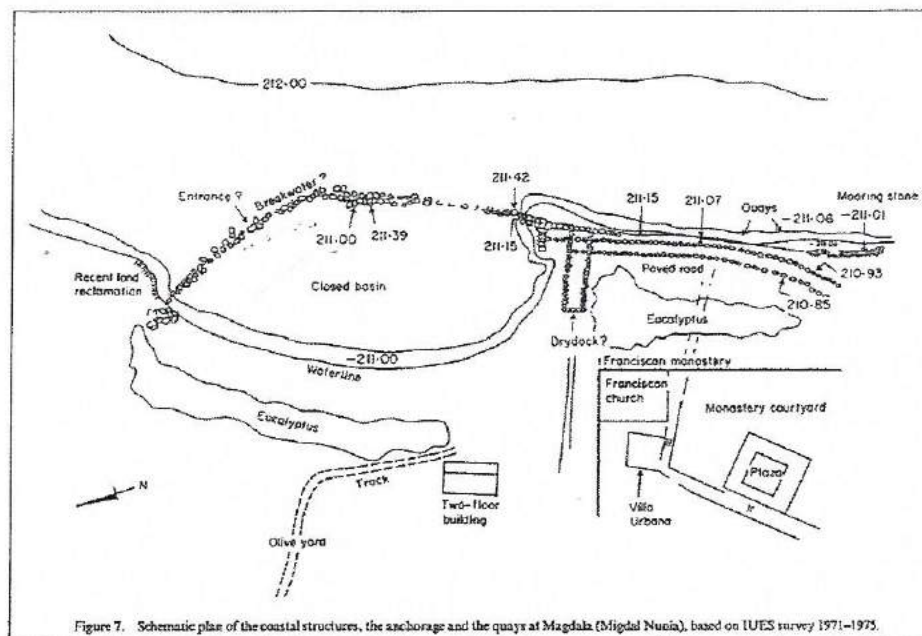 212·00
Entrance ?
Breakwater ?
211·00
211·39
211·42
211·15
211·15
211·07
Quays
-211·06
Mooring stone
-211·01
Recent land
reclamation
Closed basin
Paved road
210·93
210·85
Eucalyptus
Drydock?
-211·00
Waterline
Eucalyptus
Track
Olive yard
Two-floor
building
N
Franciscan monastary
Franciscan
church
Monastery courtyard
Plaza
Villa
Urbana
Figure 7. Schematic plan of the coastal structures, the anchorage and the quays at Magdala (Migdal Nunia), based on IUES survey 1971–1975.